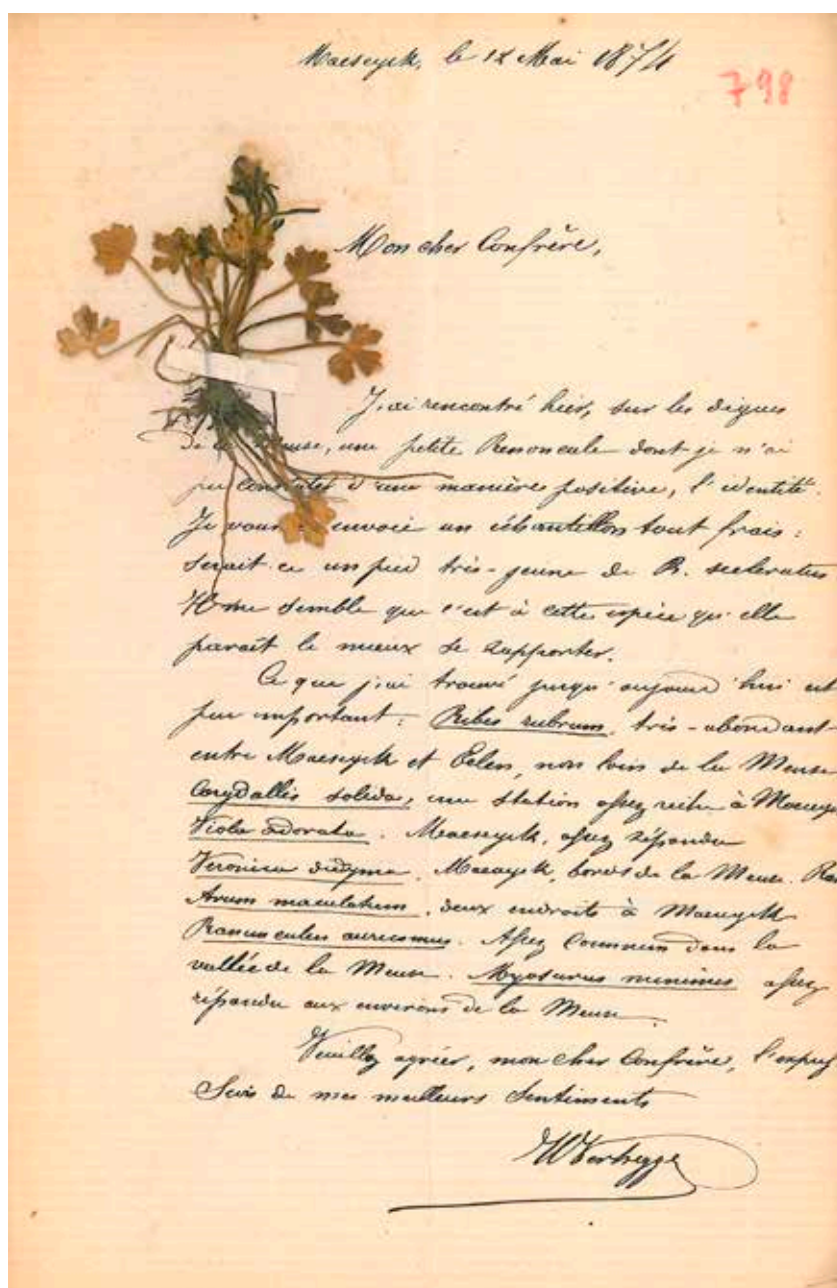 Maeseyck, le 12 Mai 1874
798
Mon cher Confrère,
J'ai rencontré hier, sur les digues
de la Meuse, une petite Renoncule dont je n'ai
pu constater d'une manière positive, l'identité.
Je vous envoie un échantillon tout frais :
serait-ce un pied très-jeune de R. sceleratus
Il me semble que c'est à cette espèce qu'elle
paraît le mieux se rapporter.
Ce que j'ai trouvé jusqu'aujourd'hui est
peu important : Ribes rubrum, très-abondant
entre Maeseyck et Eelen, non loin de la Meuse
Corydallis solida, une station assez riche à Maesey
Viola odorata. Maeseyck, assez répandu
Veronica didyma. Maeseyck, bords de la Meuse. Ra
Arum maculatum, deux endroits à Maeseyck
Ranunculus auricomus. Assez commun dans la
vallée de la Meuse. Myosurus minimus assez
répandu aux environs de la Meuse.
Veuillez agréer, mon cher Confrère, l'expres
sion de mes meilleurs sentiments